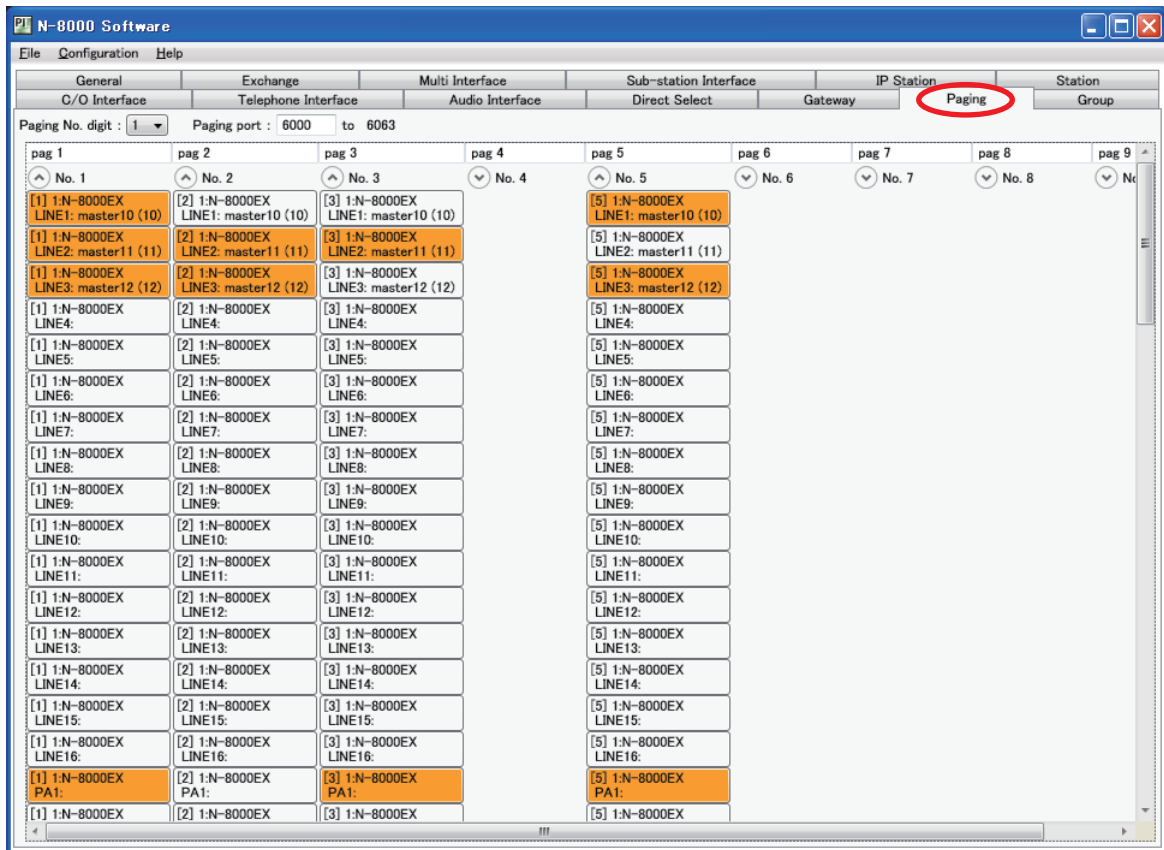 N-8000 Software
File Configuration Help
General Exchange Multi Interface Sub-station Interface IP Station Station
C/O Interface Telephone Interface Audio Interface Direct Select Gateway Paging Group
Paging No. digit : 1 Paging port : 6000 to 6063
pag 1 pag 2 pag 3 pag 4 pag 5 pag 6 pag 7 pag 8 pag 9
No. 1 No. 2 No. 3 No. 4 No. 5 No. 6 No. 7 No. 8
[1] 1:N-8000EX [2] 1:N-8000EX [3] 1:N-8000EX [5] 1:N-8000EX
LINE1: master10 (10) LINE1: master10 (10) LINE1: master10 (10) LINE1: master10 (10)
[1] 1:N-8000EX [2] 1:N-8000EX [3] 1:N-8000EX [5] 1:N-8000EX
LINE2: master11 (11) LINE2: master11 (11) LINE2: master11 (11) LINE2: master11 (11)
[1] 1:N-8000EX [2] 1:N-8000EX [3] 1:N-8000EX [5] 1:N-8000EX
LINE3: master12 (12) LINE3: master12 (12) LINE3: master12 (12) LINE3: master12 (12)
[1] 1:N-8000EX [2] 1:N-8000EX [3] 1:N-8000EX [5] 1:N-8000EX
LINE4: LINE4: LINE4: LINE4:
[1] 1:N-8000EX [2] 1:N-8000EX [3] 1:N-8000EX [5] 1:N-8000EX
LINE5: LINE5: LINE5: LINE5:
[1] 1:N-8000EX [2] 1:N-8000EX [3] 1:N-8000EX [5] 1:N-8000EX
LINE6: LINE6: LINE6: LINE6:
[1] 1:N-8000EX [2] 1:N-8000EX [3] 1:N-8000EX [5] 1:N-8000EX
LINE7: LINE7: LINE7: LINE7:
[1] 1:N-8000EX [2] 1:N-8000EX [3] 1:N-8000EX [5] 1:N-8000EX
LINE8: LINE8: LINE8: LINE8:
[1] 1:N-8000EX [2] 1:N-8000EX [3] 1:N-8000EX [5] 1:N-8000EX
LINE9: LINE9: LINE9: LINE9:
[1] 1:N-8000EX [2] 1:N-8000EX [3] 1:N-8000EX [5] 1:N-8000EX
LINE10: LINE10: LINE10: LINE10:
[1] 1:N-8000EX [2] 1:N-8000EX [3] 1:N-8000EX [5] 1:N-8000EX
LINE11: LINE11: LINE11: LINE11:
[1] 1:N-8000EX [2] 1:N-8000EX [3] 1:N-8000EX [5] 1:N-8000EX
LINE12: LINE12: LINE12: LINE12:
[1] 1:N-8000EX [2] 1:N-8000EX [3] 1:N-8000EX [5] 1:N-8000EX
LINE13: LINE13: LINE13: LINE13:
[1] 1:N-8000EX [2] 1:N-8000EX [3] 1:N-8000EX [5] 1:N-8000EX
LINE14: LINE14: LINE14: LINE14:
[1] 1:N-8000EX [2] 1:N-8000EX [3] 1:N-8000EX [5] 1:N-8000EX
LINE15: LINE15: LINE15: LINE15:
[1] 1:N-8000EX [2] 1:N-8000EX [3] 1:N-8000EX [5] 1:N-8000EX
LINE16: LINE16: LINE16: LINE16:
[1] 1:N-8000EX [2] 1:N-8000EX [3] 1:N-8000EX [5] 1:N-8000EX
PA1: PA1: PA1: PA1:
[1] 1:N-8000EX [2] 1:N-8000EX [3] 1:N-8000EX [5] 1:N-8000EX